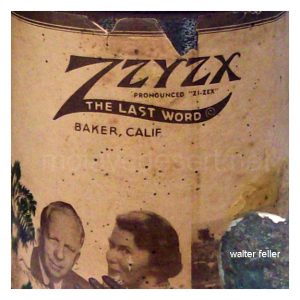 ZZYZX
PRONOUNCED "ZI-ZEX"
THE LAST WORD ©
BAKER, CALIF
walter feller